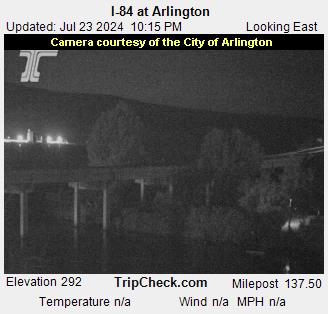 I-84 at Arlington
Updated: Jul 23 2024 10:15 PM Looking East
Camera courtesy of the City of Arlington
Elevation 292 TripCheck.com Milepost 137.50
Temperature n/a Wind n/a MPH n/a